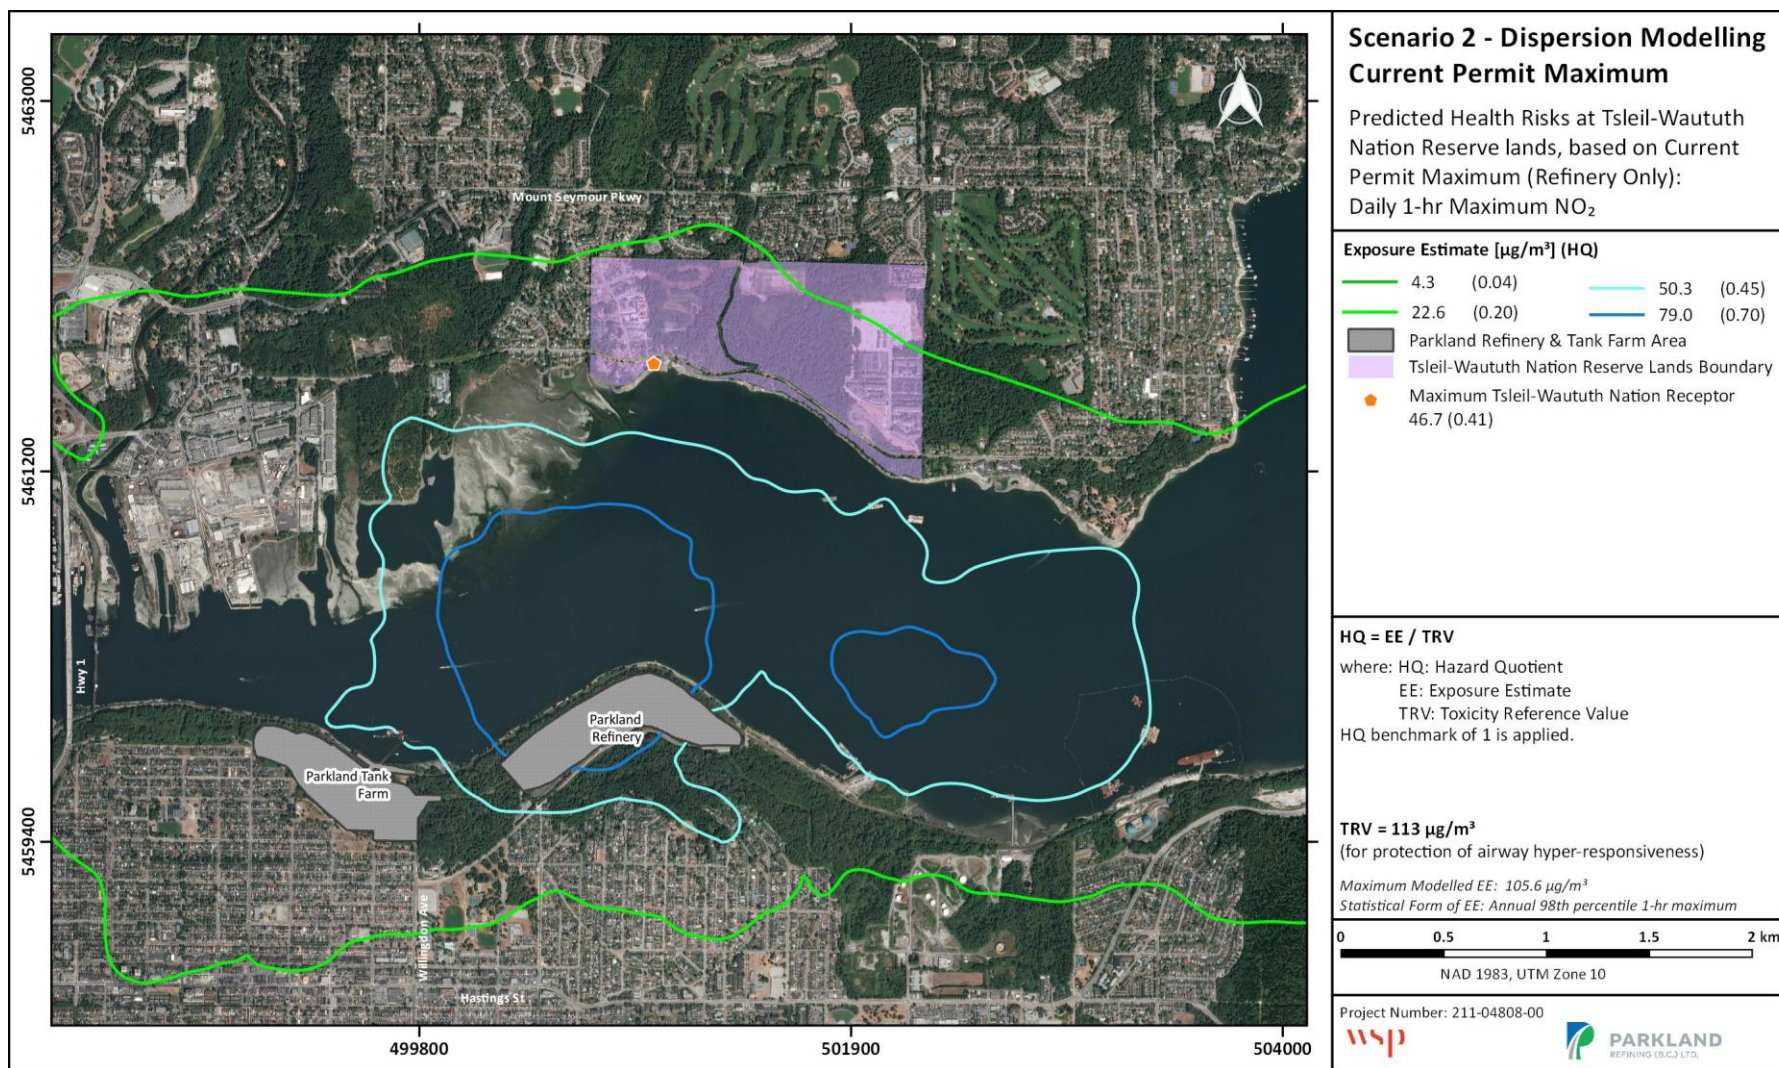 Scenario 2 - Dispersion Modelling
Current Permit Maximum
Predicted Health Risks at Tsleil-Waututh
Nation Reserve lands, based on Current
Permit Maximum (Refinery Only):
Daily 1-hr Maximum NO₂
Exposure Estimate [µg/m³] (HQ)
4.3 (0.04)
50.3 (0.45)
22.6 (0.20)
79.0 (0.70)
Parkland Refinery & Tank Farm Area
Tsleil-Waututh Nation Reserve Lands Boundary
Maximum Tsleil-Waututh Nation Receptor
46.7 (0.41)
HQ = EE / TRV
where: HQ: Hazard Quotient
EE: Exposure Estimate
TRV: Toxicity Reference Value
HQ benchmark of 1 is applied.
TRV = 113 µg/m³
(for protection of airway hyper-responsiveness)
Maximum Modelled EE: 105.6 µg/m³
Statistical Form of EE: Annual 98th percentile 1-hr maximum
0 0.5 1 1.5 2 km
NAD 1983, UTM Zone 10
Project Number: 211-04808-00
wsp
PARKLAND
REFINING (B.C.) LTD.
5463000
5461200
5459400
499800
501900
504000
N
Mount Seymour Pkwy
Hwy 1
Parkland
Refinery
Parkland Tank
Farm
Willingdon Ave
Hastings St